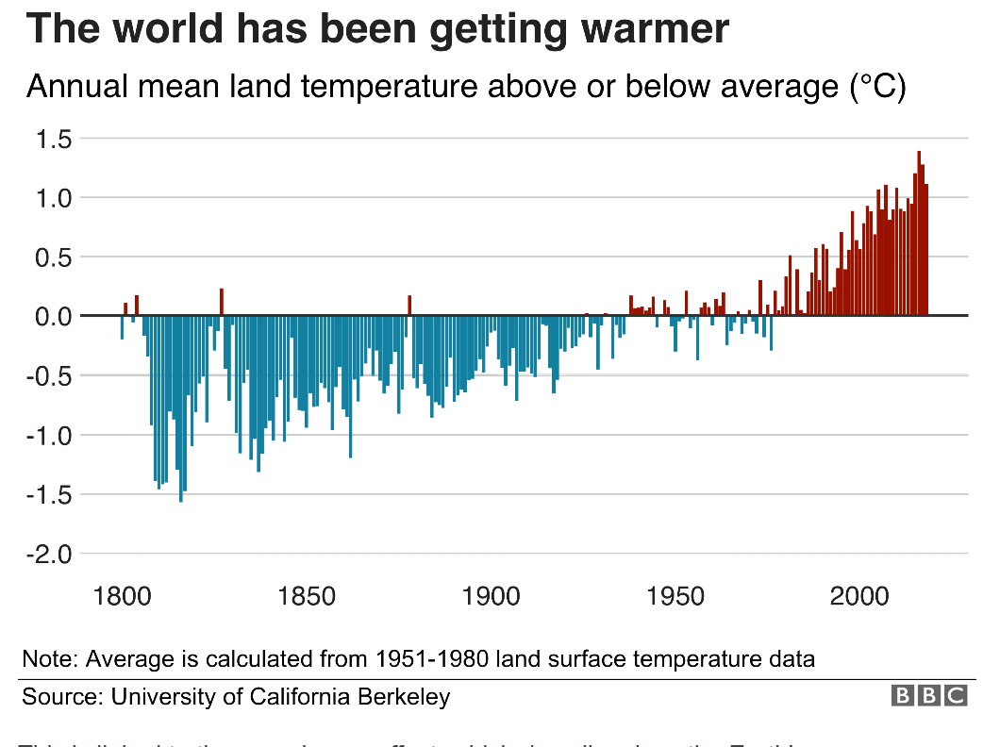 The world has been getting warmer
Annual mean land temperature above or below average (°C)
1.5
1.0
0.5
0.0
-0.5
-1.0
-1.5
-2.0
1800 1850 1900 1950 2000
Note: Average is calculated from 1951-1980 land surface temperature data
Source: University of California Berkeley
BBC